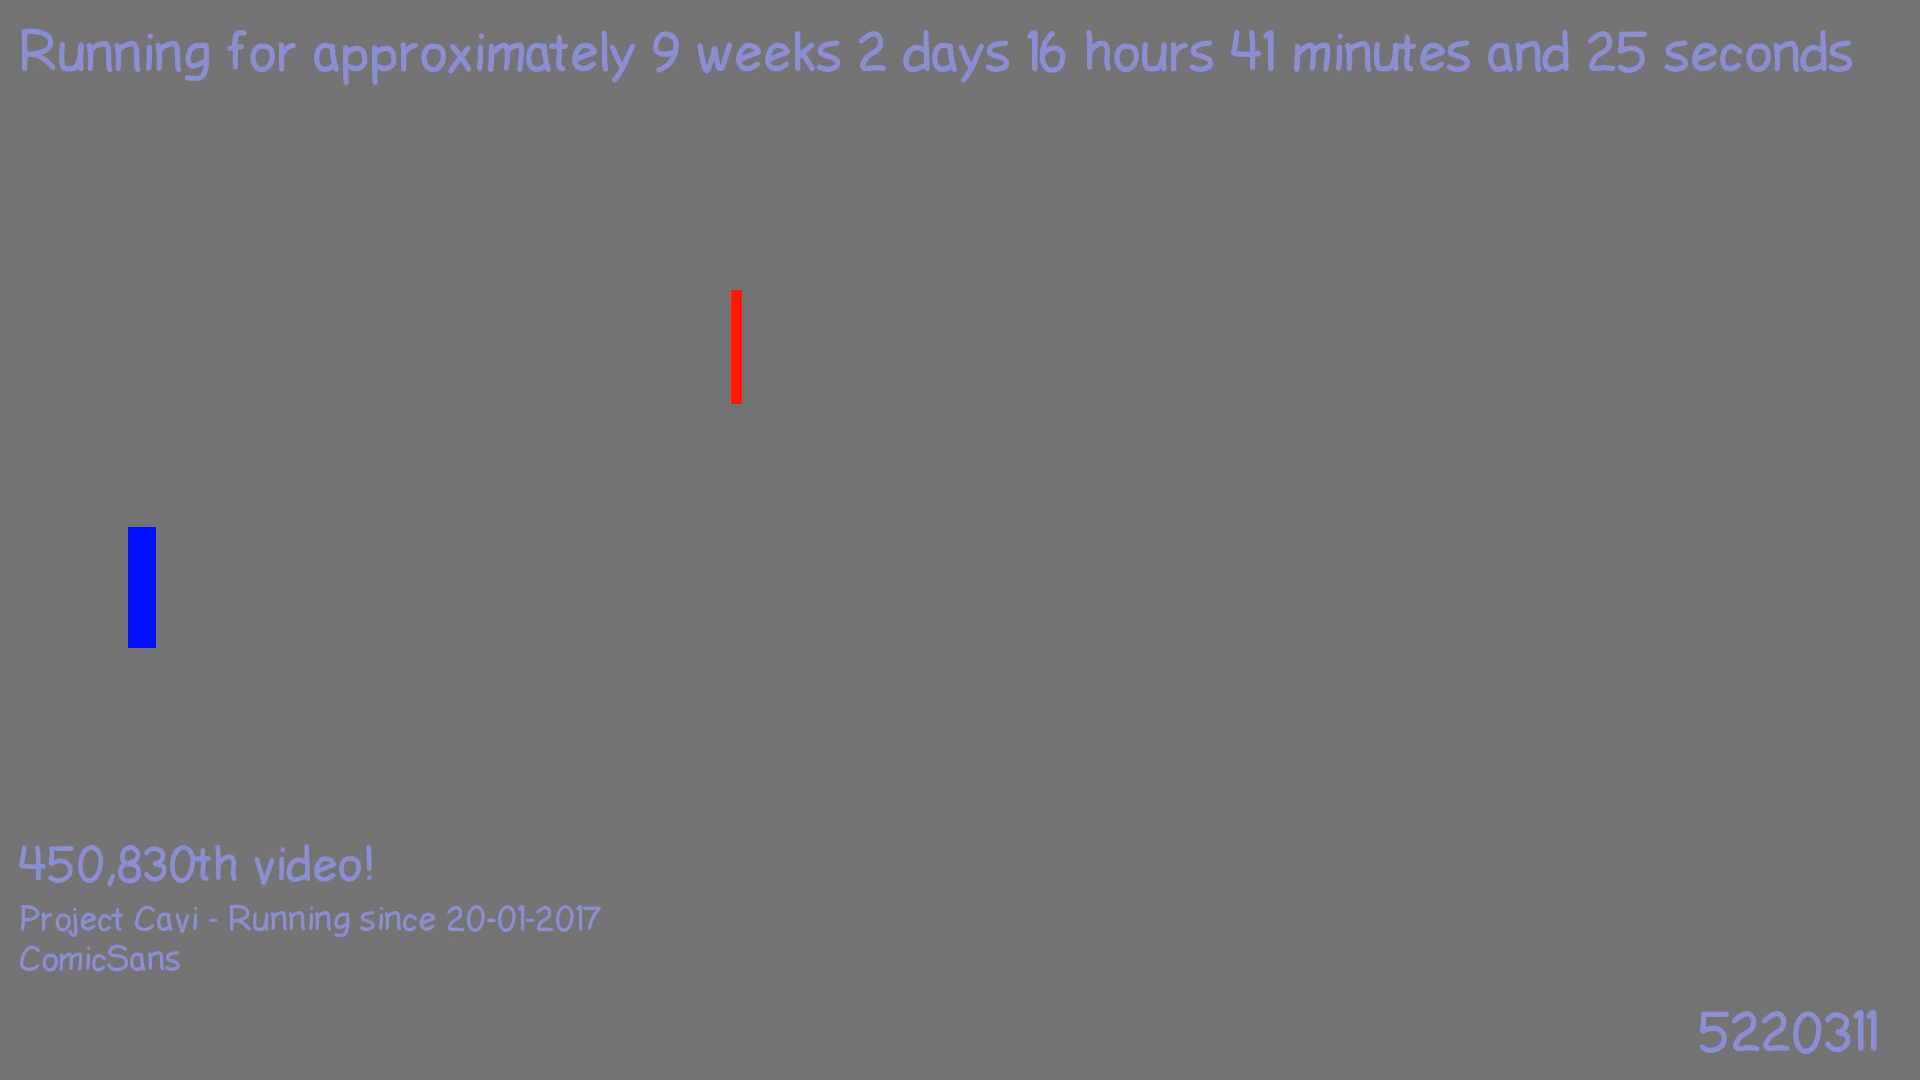 Running for approximately 9 weeks 2 days 16 hours 41 minutes and 25 seconds
450,830th video!
Project Cavi - Running since 20-01-2017
ComicSans
5220311